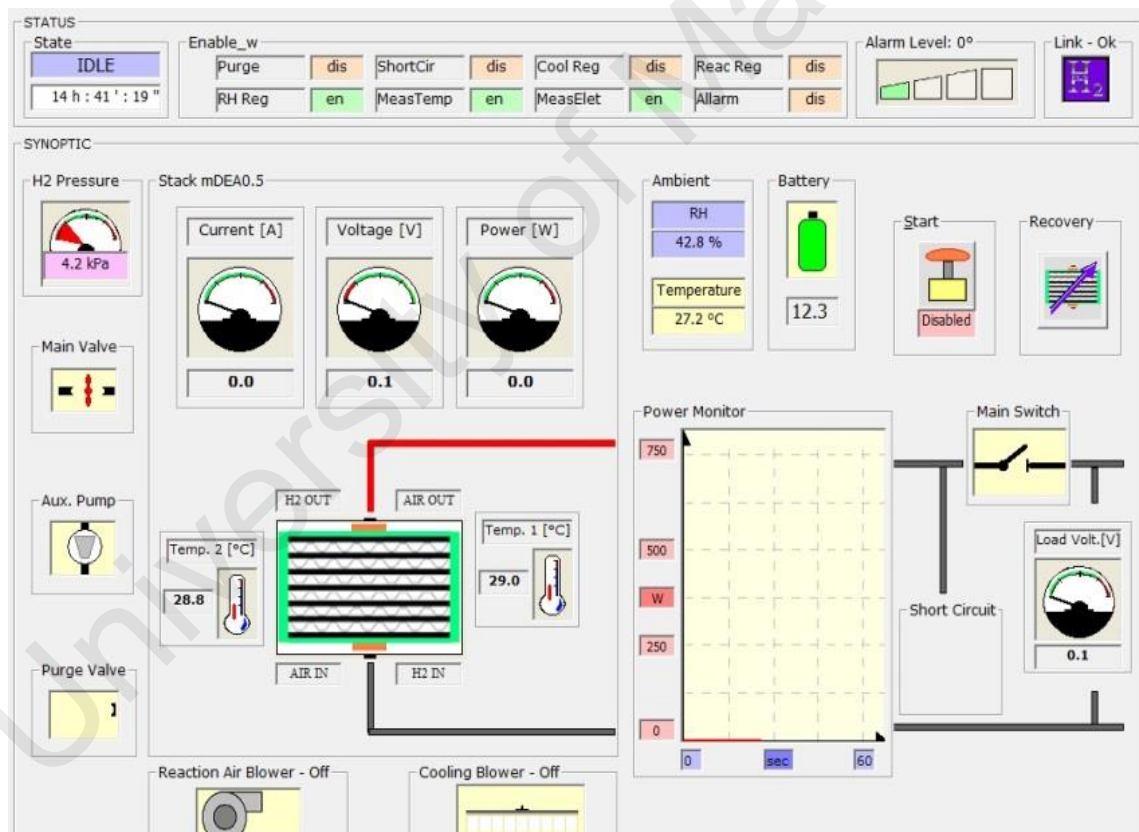 STATUS
State
IDLE
14 h : 41 ' : 19 "
Enable_w
Purge dis ShortCir dis Cool Reg dis Reac Reg dis
RH Reg en MeasTemp en MeasElet en Allarm dis
Alarm Level: 0°
Link - Ok
H2
SYNOPTIC
H2 Pressure
4.2 kPa
Stack mDEA0.5
Current [A] Voltage [V] Power [W]
0.0 0.1 0.0
Ambient
RH
42.8 %
Temperature
27.2 ºC
Battery
12.3
Start
Disabled
Recovery
Main Valve
Aux. Pump
Purge Valve
H2 OUT AIR OUT
Temp. 2 [°C]
28.8
Temp. 1 [°C]
29.0
AIR IN H2 IN
Power Monitor
750
500
W
250
0
0 sec 60
Main Switch
Load Volt.[V]
0.1
Short Circuit
Reaction Air Blower - Off
Cooling Blower - Off
University of Ma